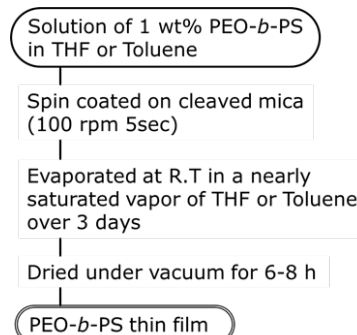 Solution of 1 wt% PEO-b-PS
in THF or Toluene
Spin coated on cleaved mica
(100 rpm 5sec)
Evaporated at R.T in a nearly
saturated vapor of THF or Toluene
over 3 days
Dried under vacuum for 6-8 h
PEO-b-PS thin film